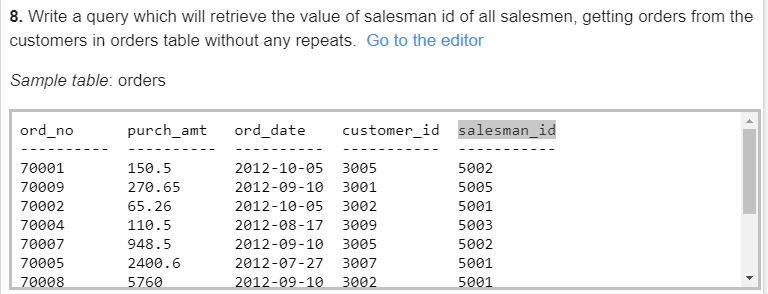 8. Write a query which will retrieve the value of salesman id of all salesmen, getting orders from the
customers in orders table without any repeats. Go to the editor
Sample table: orders
ord_no purch_amt ord_date customer_id salesman_id
---------- ---------- ---------- ----------- -----------
70001 150.5 2012-10-05 3005 5002
70009 270.65 2012-09-10 3001 5005
70002 65.26 2012-10-05 3002 5001
70004 110.5 2012-08-17 3009 5003
70007 948.5 2012-09-10 3005 5002
70005 2400.6 2012-07-27 3007 5001
70008 5760 2012-09-10 3002 5001